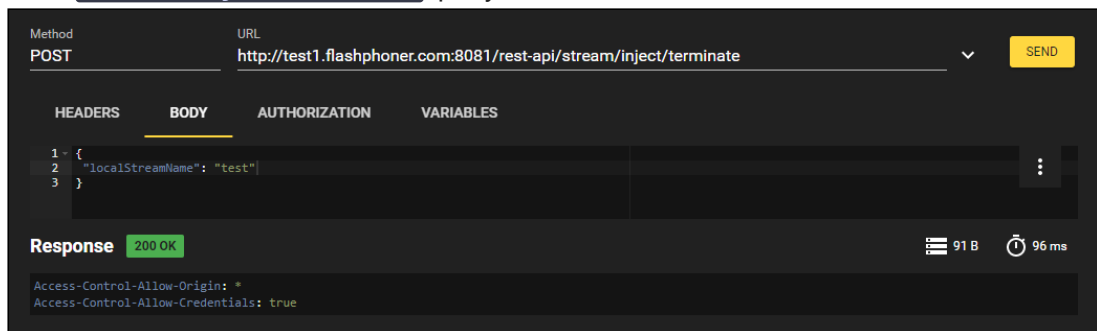 Method
URL
POST
http://test1.flashphoner.com:8081/rest-api/stream/inject/terminate
SEND
HEADERS BODY AUTHORIZATION VARIABLES
1 {
2 "localStreamName": "test"
3 }
Response 200 OK 91 B 96 ms
Access-Control-Allow-Origin: *
Access-Control-Allow-Credentials: true